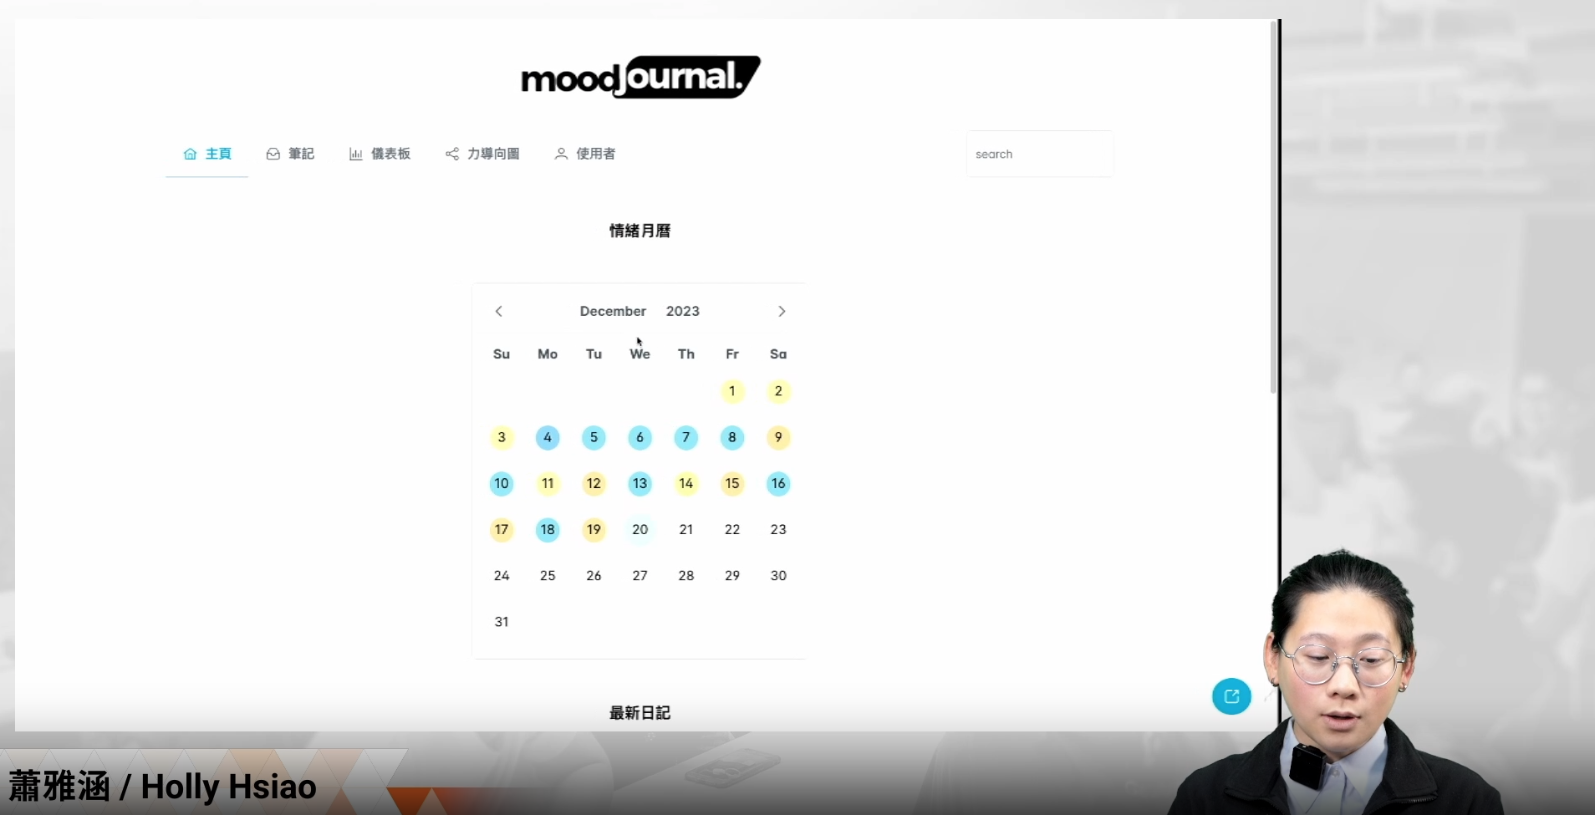 moodjournal.
主頁 筆記 儀表板 力導向圖 使用者 search
情緒月曆
December 2023
Su Mo Tu We Th Fr Sa
1 2
3 4 5 6 7 8 9
10 11 12 13 14 15 16
17 18 19 20 21 22 23
24 25 26 27 28 29 30
31
最新日記
蕭雅涵 / Holly Hsiao